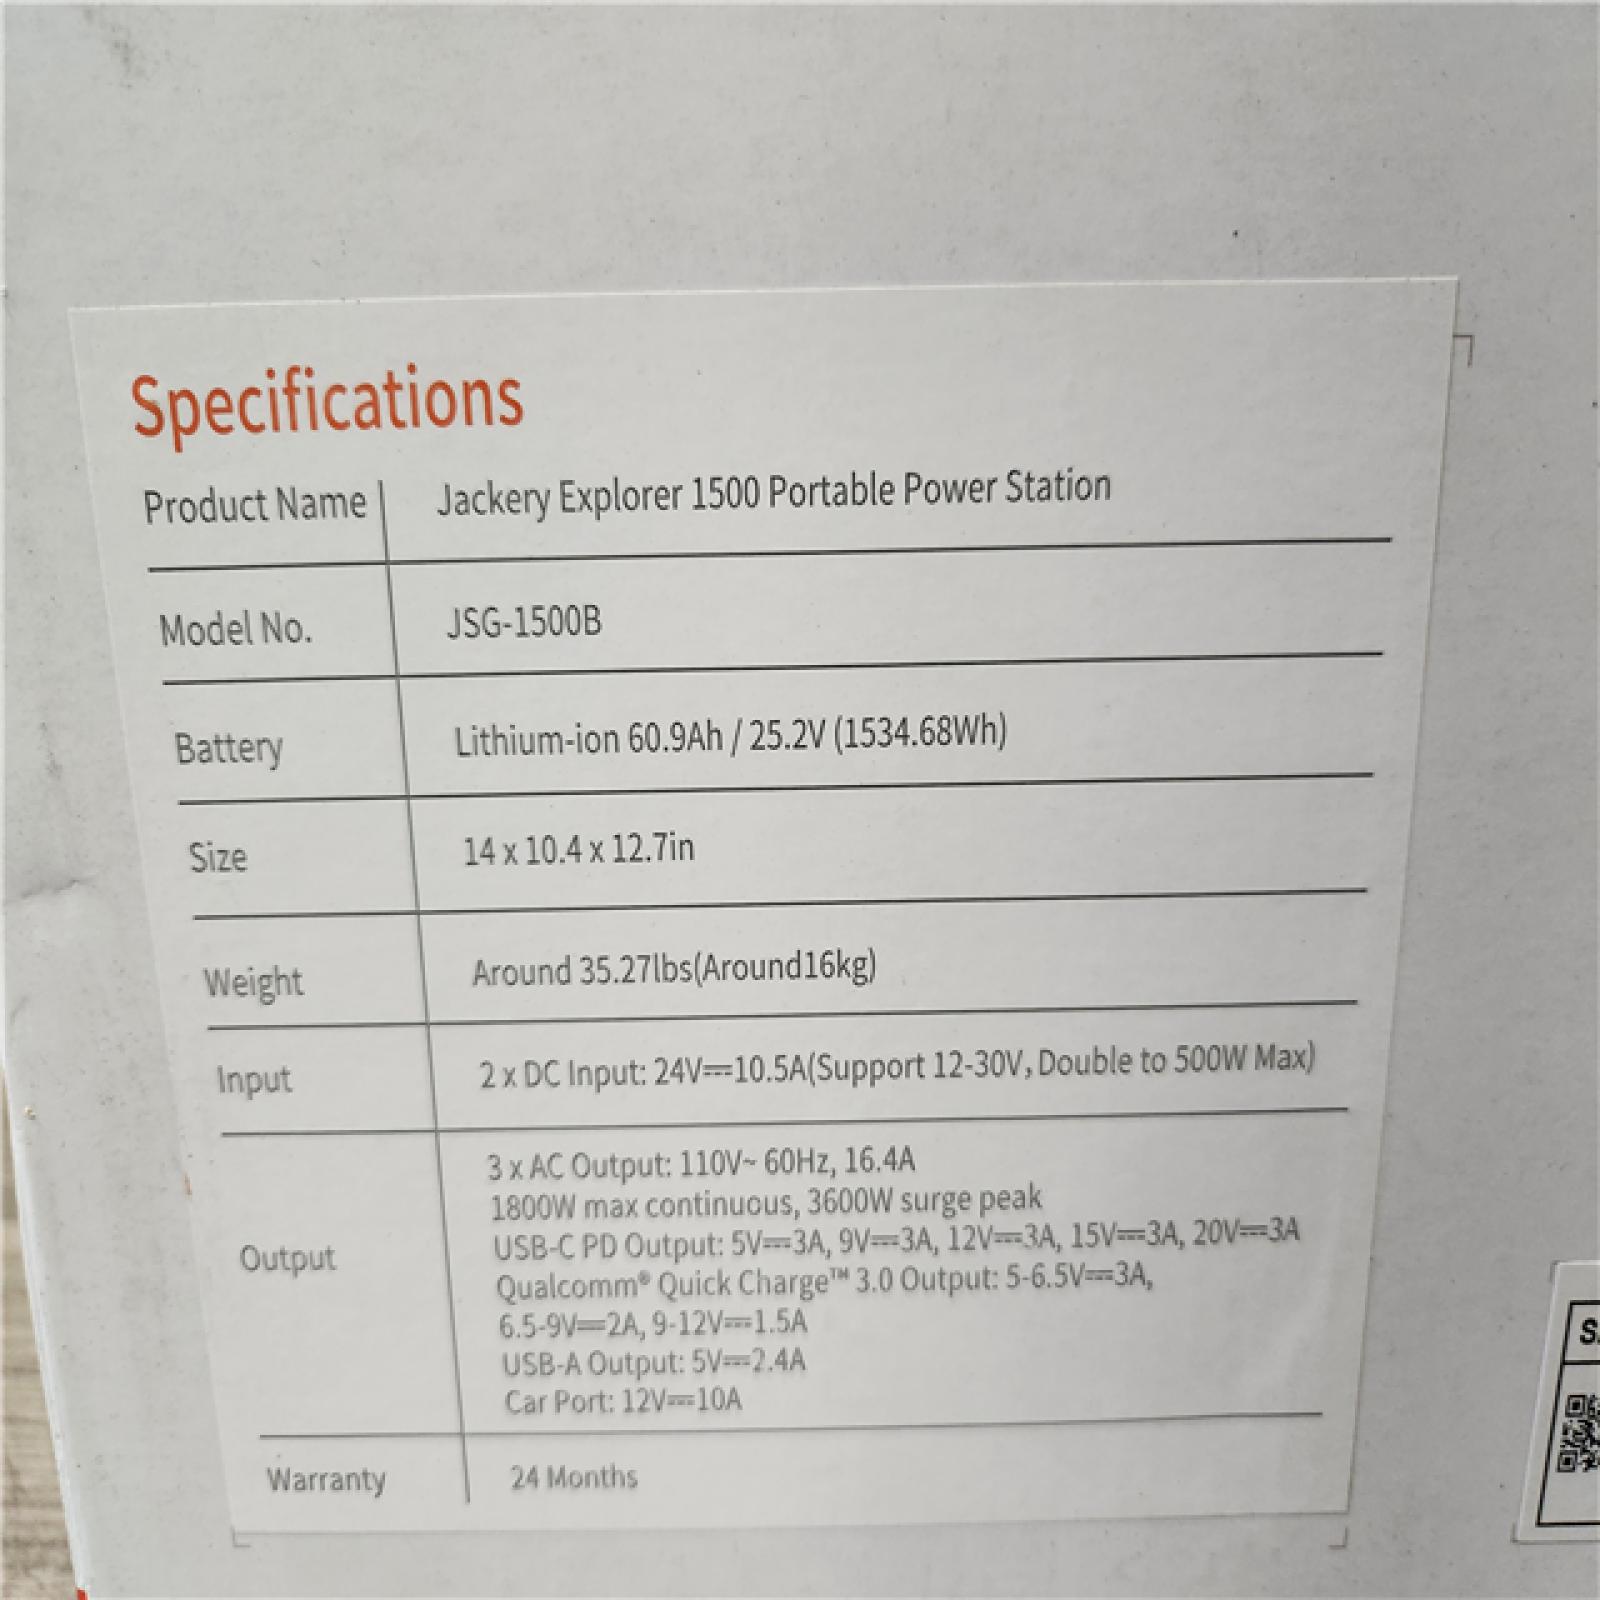 Specifications
Product Name Jackery Explorer 1500 Portable Power Station
Model No. JSG-1500B
Battery Lithium-ion 60.9Ah / 25.2V (1534.68Wh)
Size 14 x 10.4 x 12.7in
Weight Around 35.27lbs(Around16kg)
Input 2 x DC Input: 24V⎓10.5A(Support 12-30V, Double to 500W Max)
Output
3 x AC Output: 110V~ 60Hz, 16.4A
1800W max continuous, 3600W surge peak
USB-C PD Output: 5V⎓3A, 9V⎓3A, 12V⎓3A, 15V⎓3A, 20V⎓3A
Qualcomm® Quick Charge™ 3.0 Output: 5-6.5V⎓3A,
6.5-9V⎓2A, 9-12V⎓1.5A
USB-A Output: 5V⎓2.4A
Car Port: 12V⎓10A
Warranty 24 Months